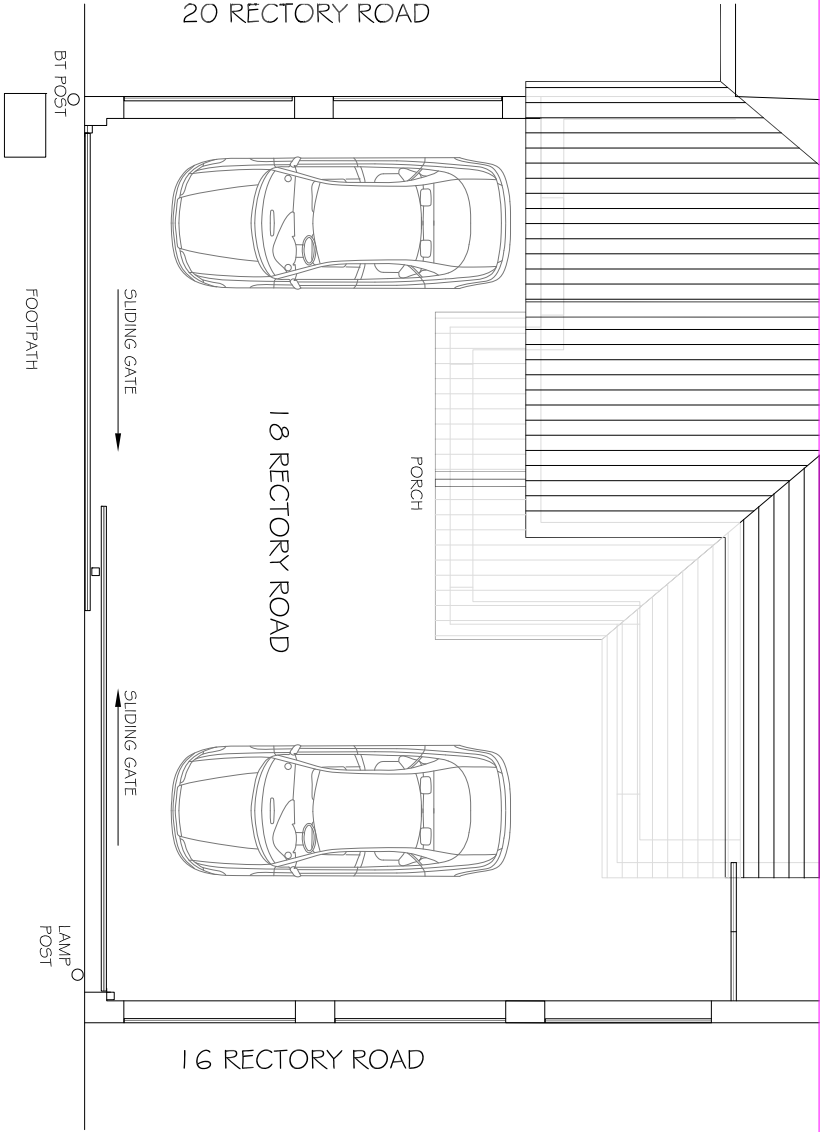 20 RECTORY ROAD
BT POST
FOOTPATH
SLIDING GATE
18 RECTORY ROAD
PORCH
SLIDING GATE
LAMP
POST
16 RECTORY ROAD